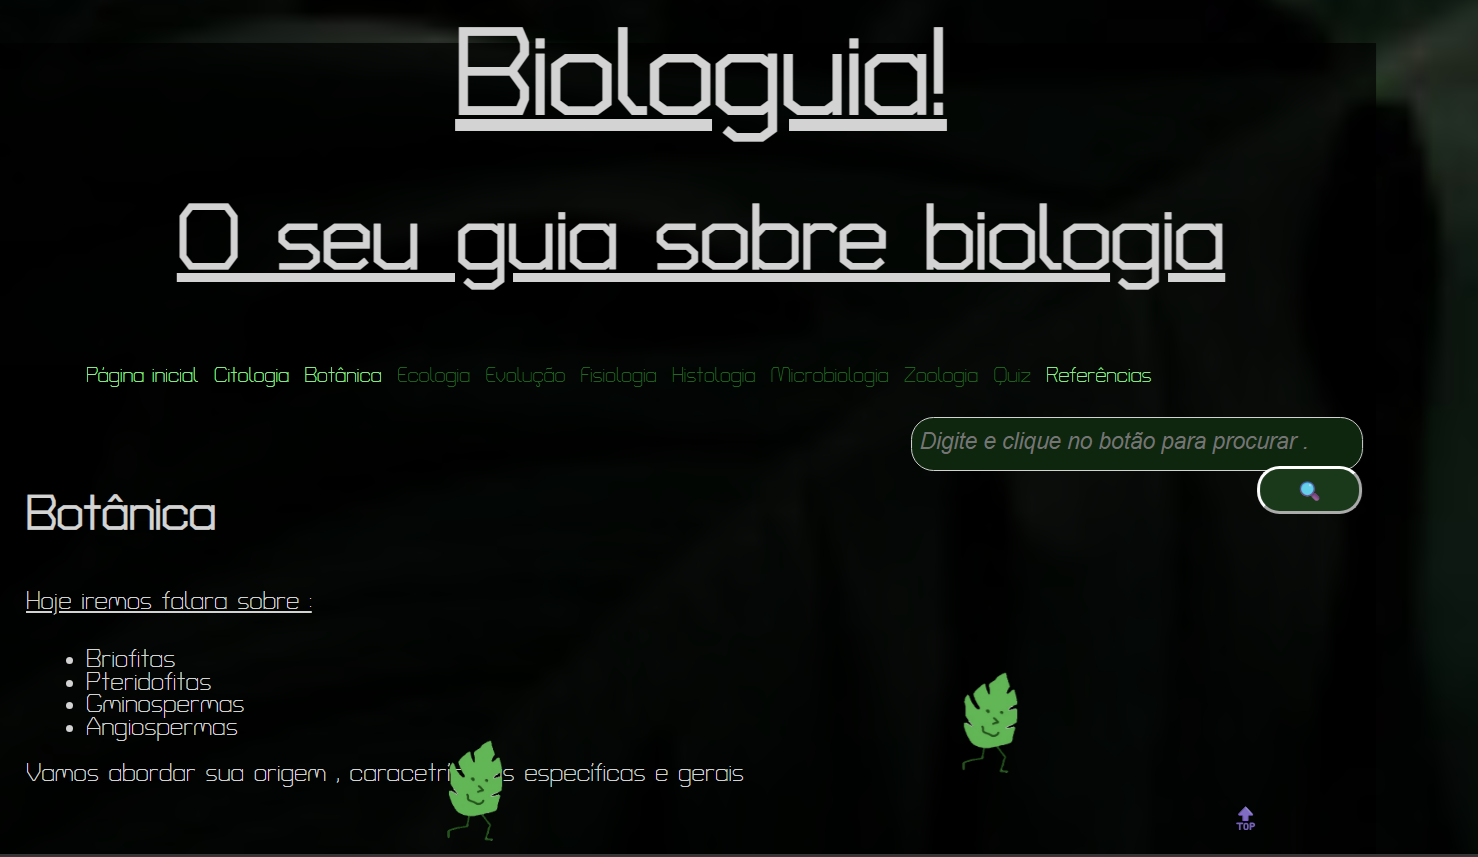 Biologuia!
O seu guia sobre biologia
Página inicial Citologia Botânica Ecologia Evolução Fisiologia Histologia Microbiologia Zoologia Quiz Referências
Digite e clique no botão para procurar .
Botânica
Hoje iremos falara sobre :
Briofitas
Pteridofitas
Gminospermas
Angiospermas
Vamos abordar sua origem , específicas e gerais
TOP